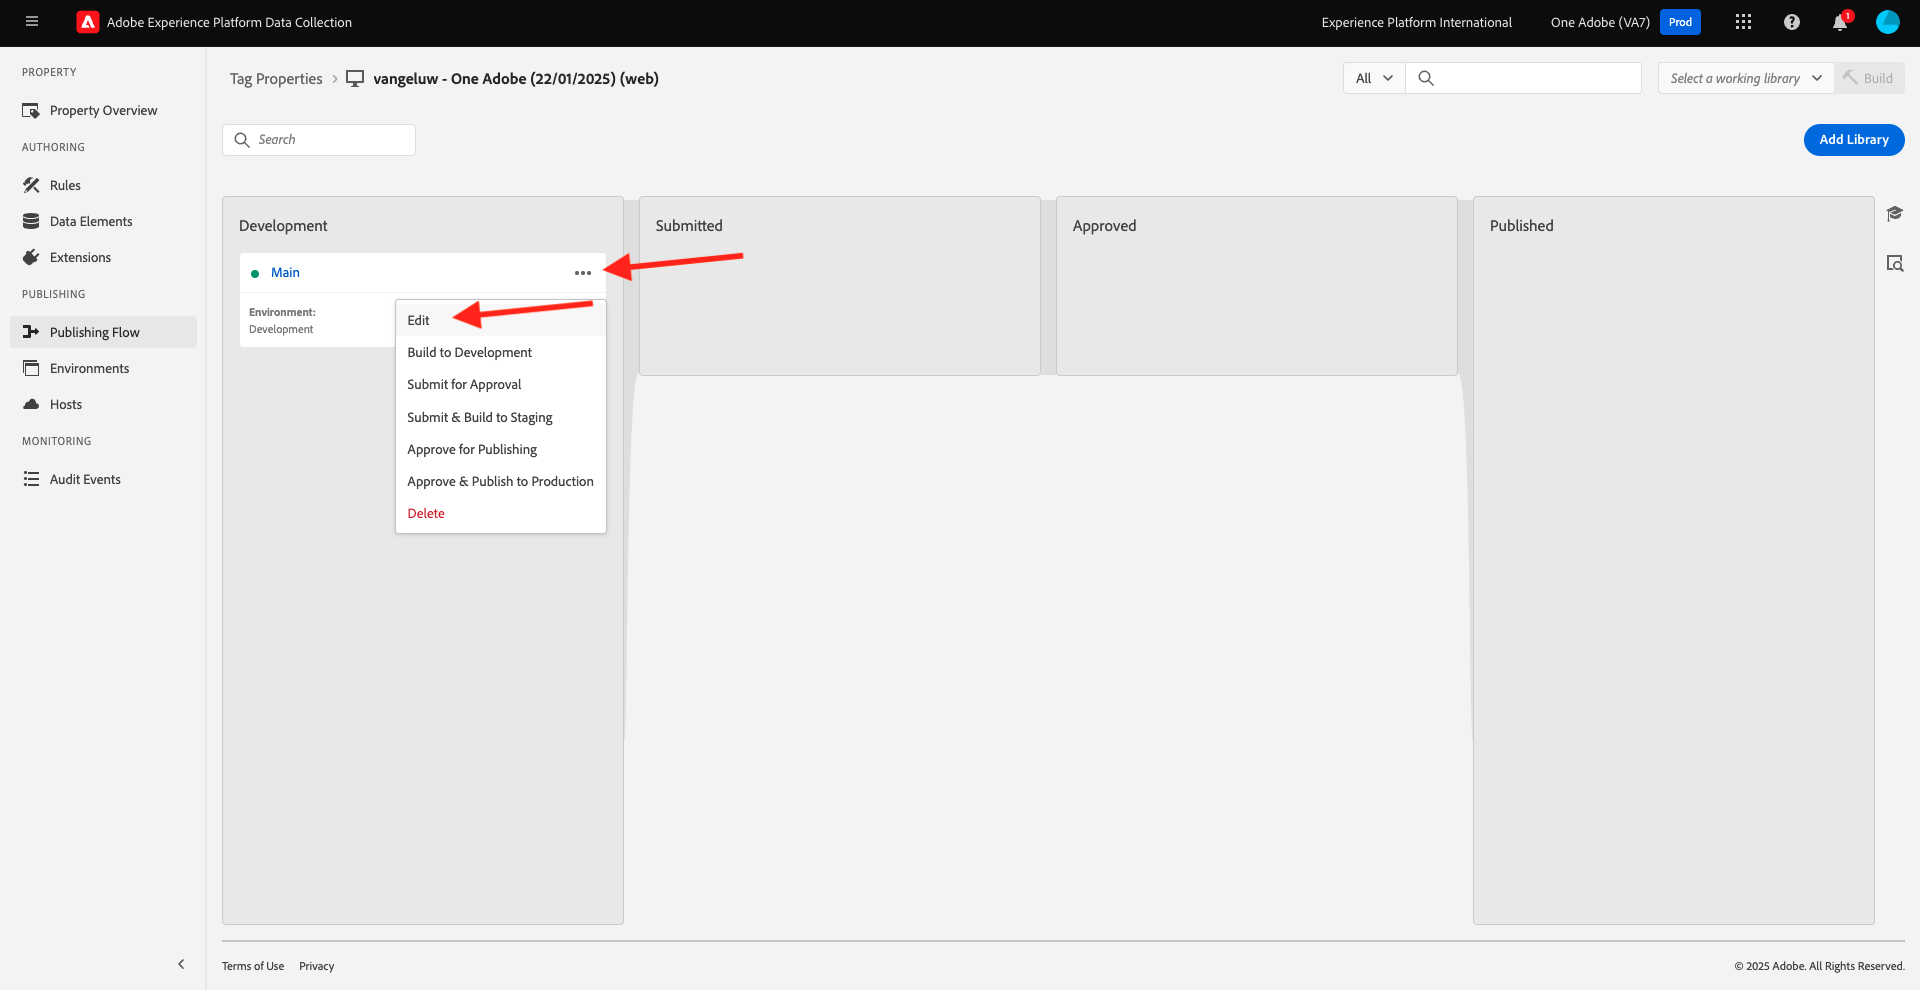 Adobe Experience Platform Data Collection
Experience Platform International
One Adobe (VA7)
Prod
1
PROPERTY
Property Overview
AUTHORING
Rules
Data Elements
Extensions
PUBLISHING
Publishing Flow
Environments
Hosts
MONITORING
Audit Events
Tag Properties
vangeluw - One Adobe (22/01/2025) (web)
All
Select a working library
Build
Search
Add Library
Development
Main
Environment:
Development
Edit
Build to Development
Submit for Approval
Submit & Build to Staging
Approve for Publishing
Approve & Publish to Production
Delete
Submitted
Approved
Published
Terms of Use
Privacy
© 2025 Adobe. All Rights Reserved.